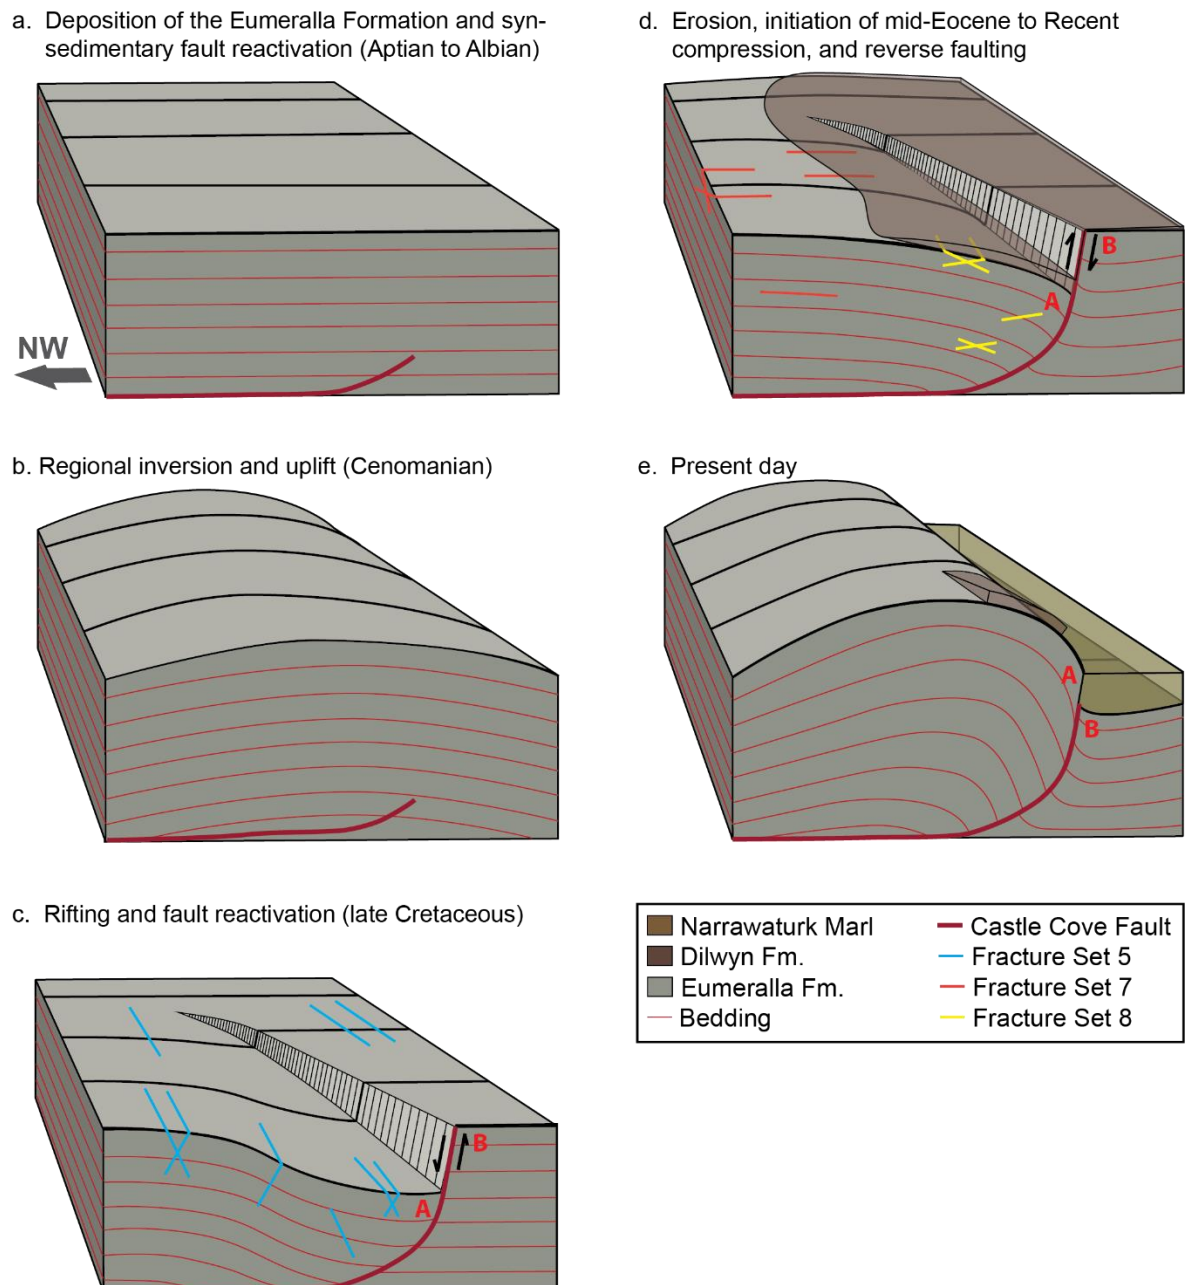 a. Deposition of the Eumeralla Formation and syn-
sedimentary fault reactivation (Aptian to Albian)
NW
b. Regional inversion and uplift (Cenomanian)
c. Rifting and fault reactivation (late Cretaceous)
B
A
d. Erosion, initiation of mid-Eocene to Recent
compression, and reverse faulting
B
A
e. Present day
A
B
Narrawaturk Marl
Dilwyn Fm.
Eumeralla Fm.
Bedding
Castle Cove Fault
Fracture Set 5
Fracture Set 7
Fracture Set 8